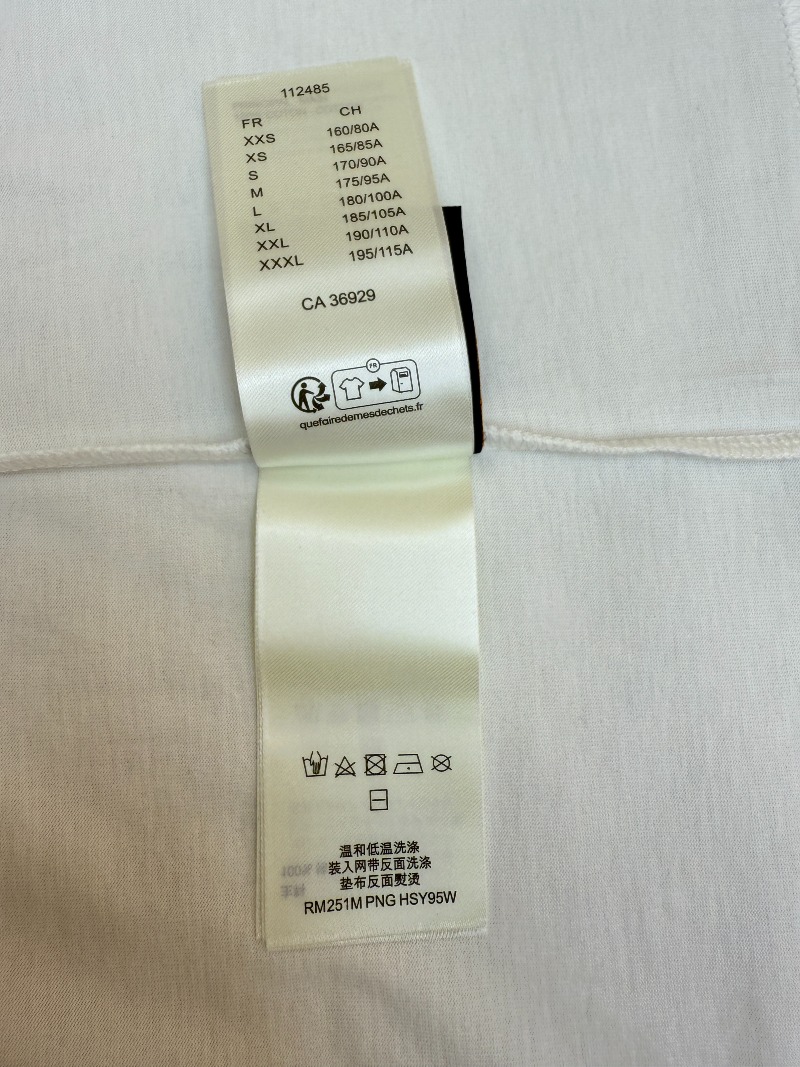 112485
FR CH
XXS 160/80A
XS 165/85A
S 170/90A
M 175/95A
L 180/100A
XL 185/105A
XXL 190/110A
XXXL 195/115A
CA 36929
FR
quefairedemesdechets.fr
温和低温洗涤
装入网带反面洗涤
垫布反面熨烫
RM251M PNG HSY95W